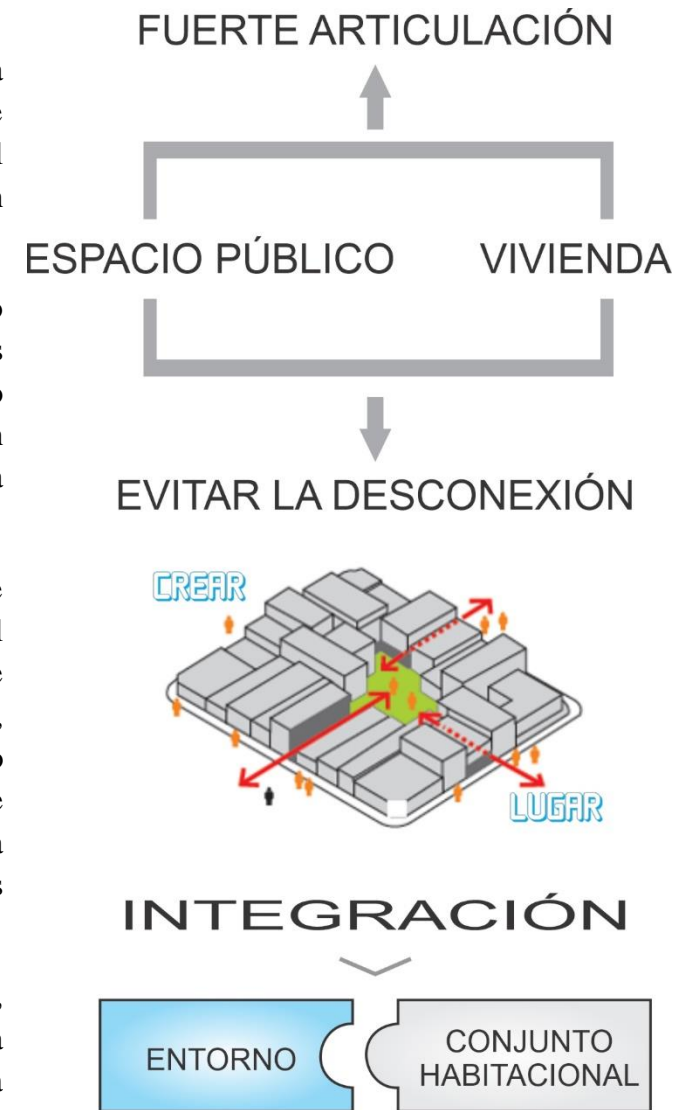 FUERTE ARTICULACIÓN
ESPACIO PÚBLICO VIVIENDA
EVITAR LA DESCONEXIÓN
CREAR
LUGAR
INTEGRACIÓN
ENTORNO
CONJUNTO
HABITACIONAL